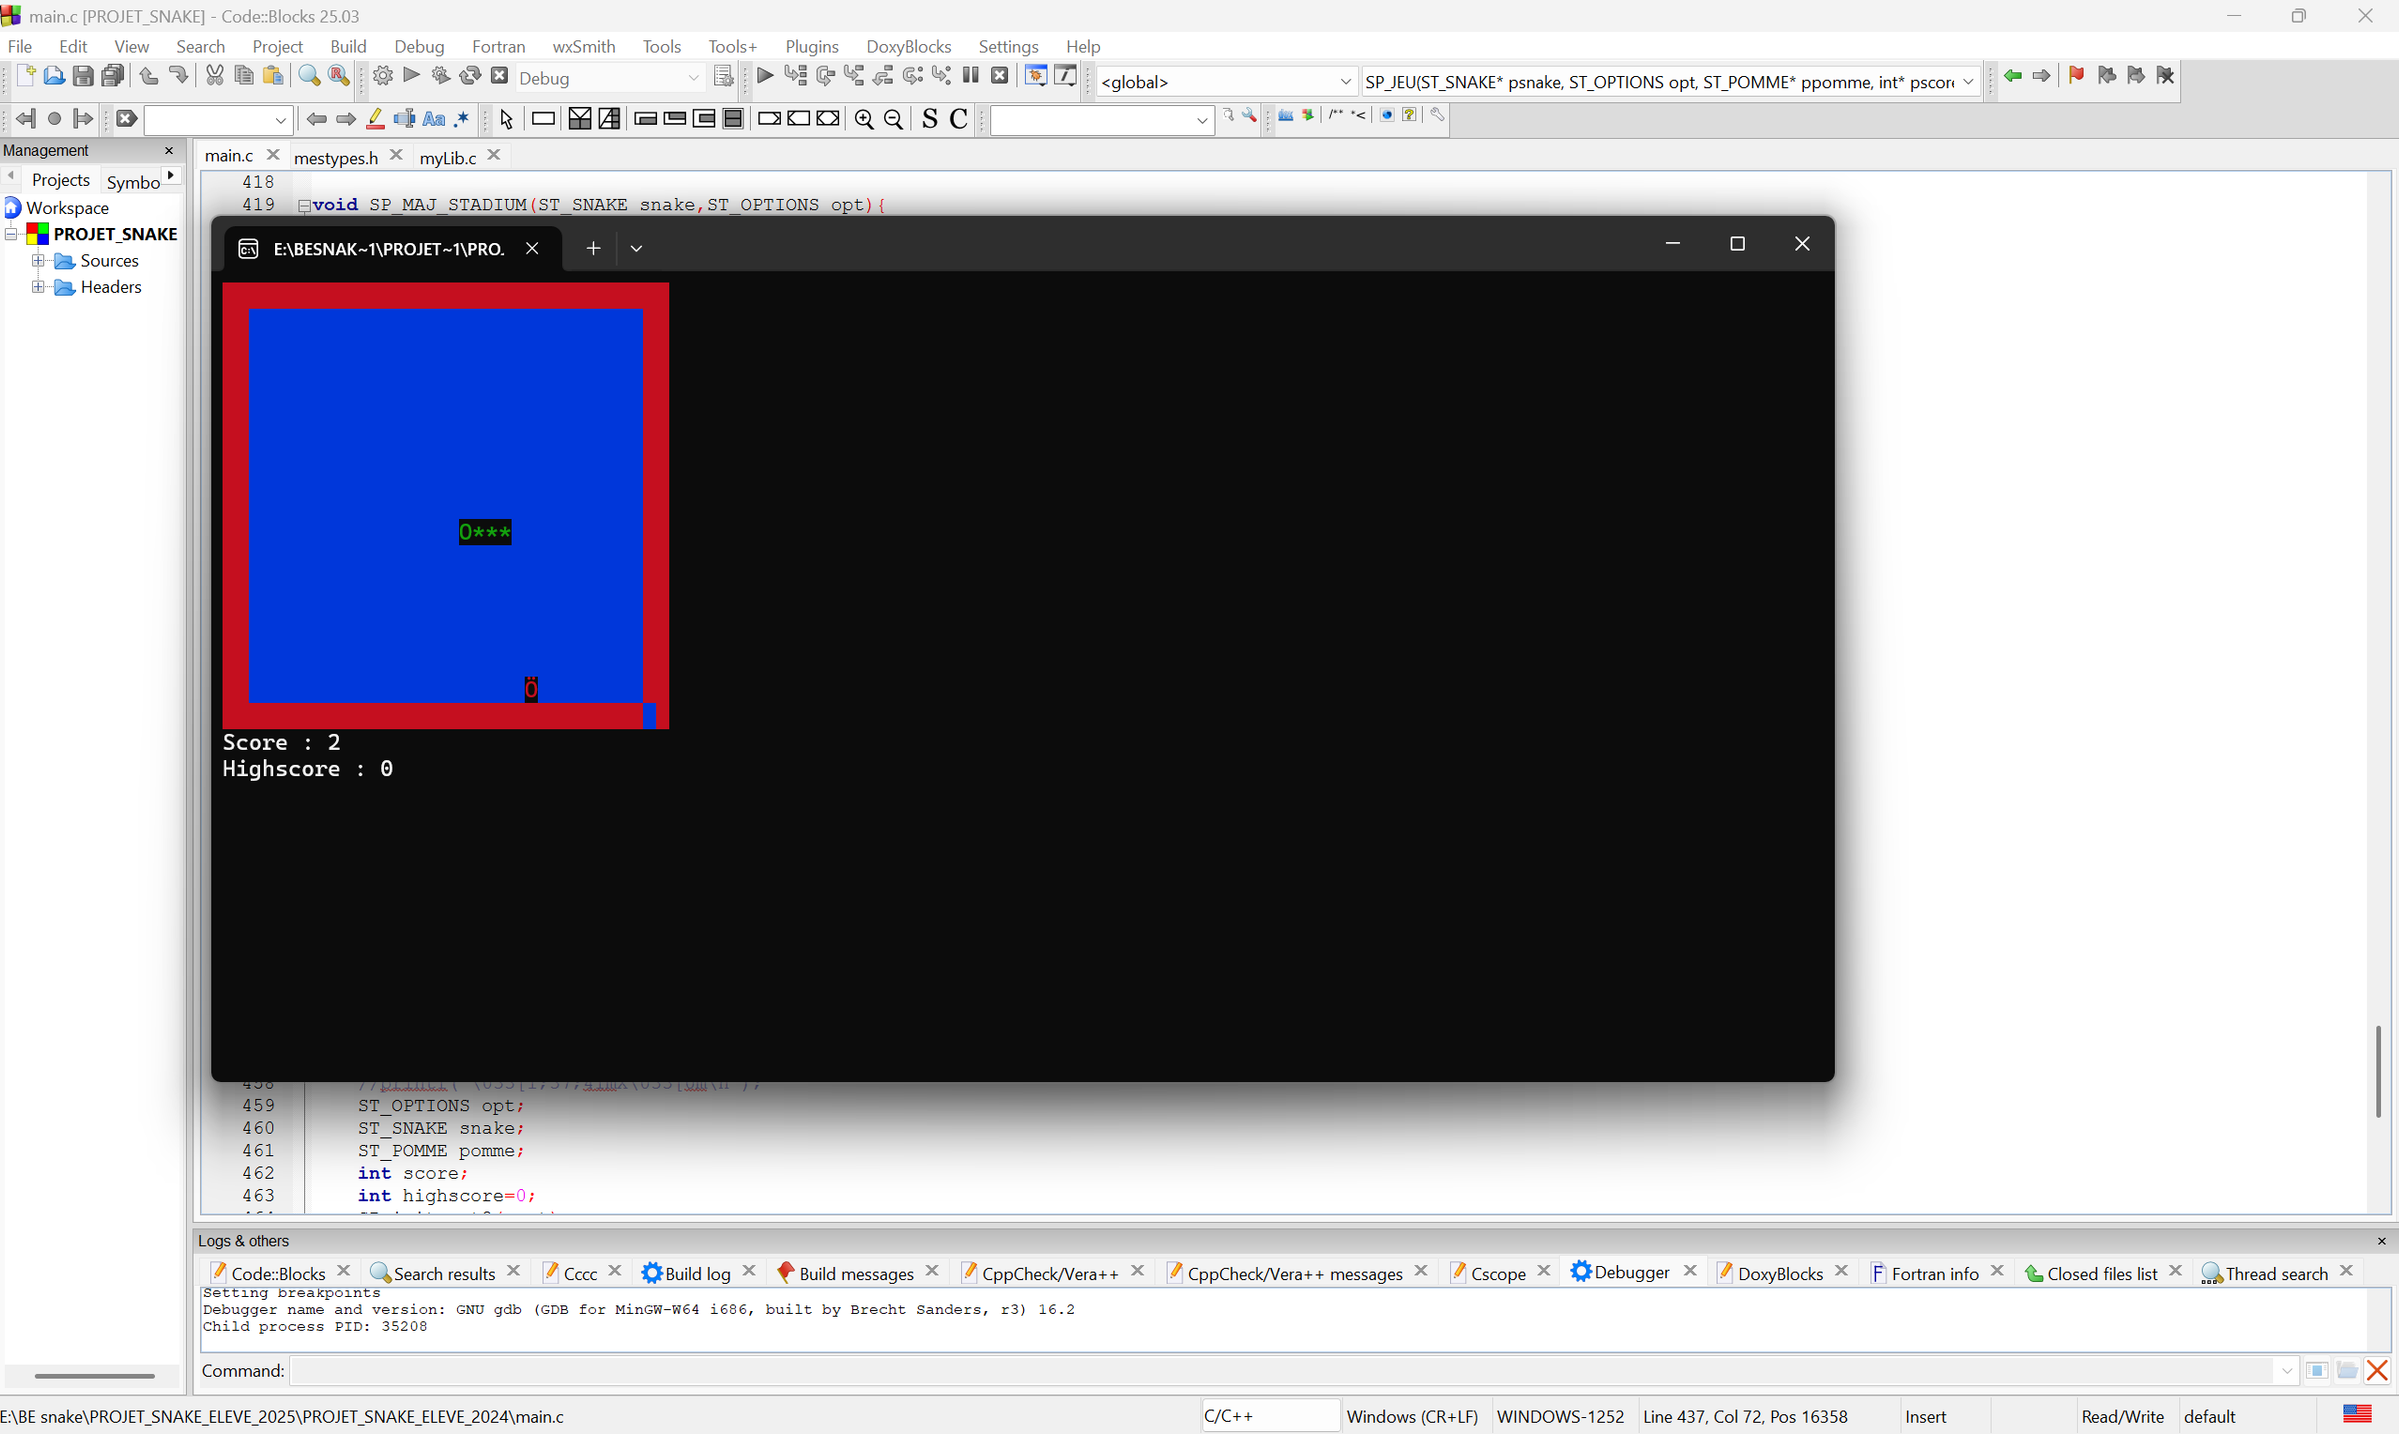 main.c [PROJET_SNAKE] - Code::Blocks 25.03
File Edit View Search Project Build Debug Fortran wxSmith Tools Tools+ Plugins DoxyBlocks Settings Help
Debug <global> SP_JEU(ST_SNAKE* psnake, ST_OPTIONS opt, ST_POMME* ppomme, int* pscore
Aa .* S C /** *<
Management
main.c mestypes.h myLib.c
Projects Symbo
418
Workspace
419 void SP_MAJ_STADIUM(ST_SNAKE snake,ST_OPTIONS opt){
PROJET_SNAKE
E:\BESNAK~1\PROJET~1\PRO.
Sources
Headers
O***
Score : 2
Highscore : 0
459 ST_OPTIONS opt;
460 ST_SNAKE snake;
461 ST_POMME pomme;
462 int score;
463 int highscore=0;
Logs & others
Code::Blocks Search results Cccc Build log Build messages CppCheck/Vera++ CppCheck/Vera++ messages Cscope Debugger DoxyBlocks Fortran info Closed files list Thread search
Setting breakpoints
Debugger name and version: GNU gdb (GDB for MinGW-W64 i686, built by Brecht Sanders, r3) 16.2
Child process PID: 35208
Command:
E:\BE snake\PROJET_SNAKE_ELEVE_2025\PROJET_SNAKE_ELEVE_2024\main.c C/C++ Windows (CR+LF) WINDOWS-1252 Line 437, Col 72, Pos 16358 Insert Read/Write default